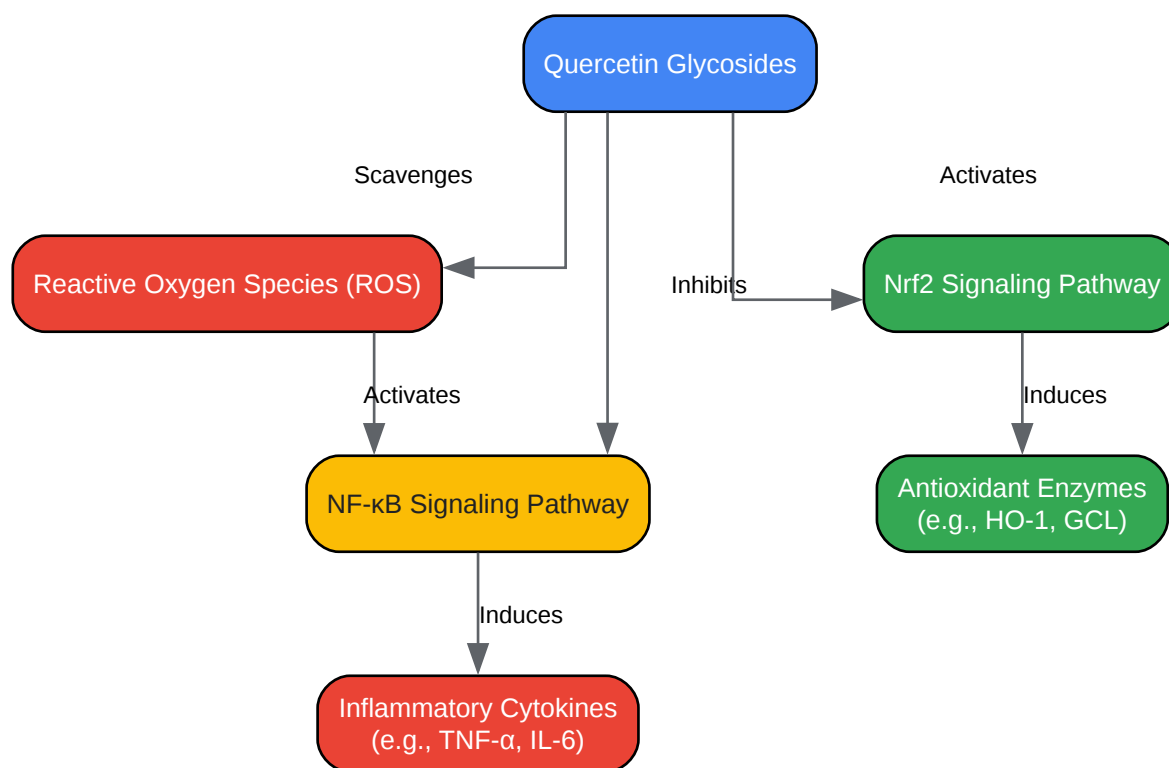 Quercetin Glycosides
Scavenges
Activates
Reactive Oxygen Species (ROS)
Inhibits
Nrf2 Signaling Pathway
Activates
Induces
NF-κB Signaling Pathway
Antioxidant Enzymes
(e.g., HO-1, GCL)
Induces
Inflammatory Cytokines
(e.g., TNF-α, IL-6)